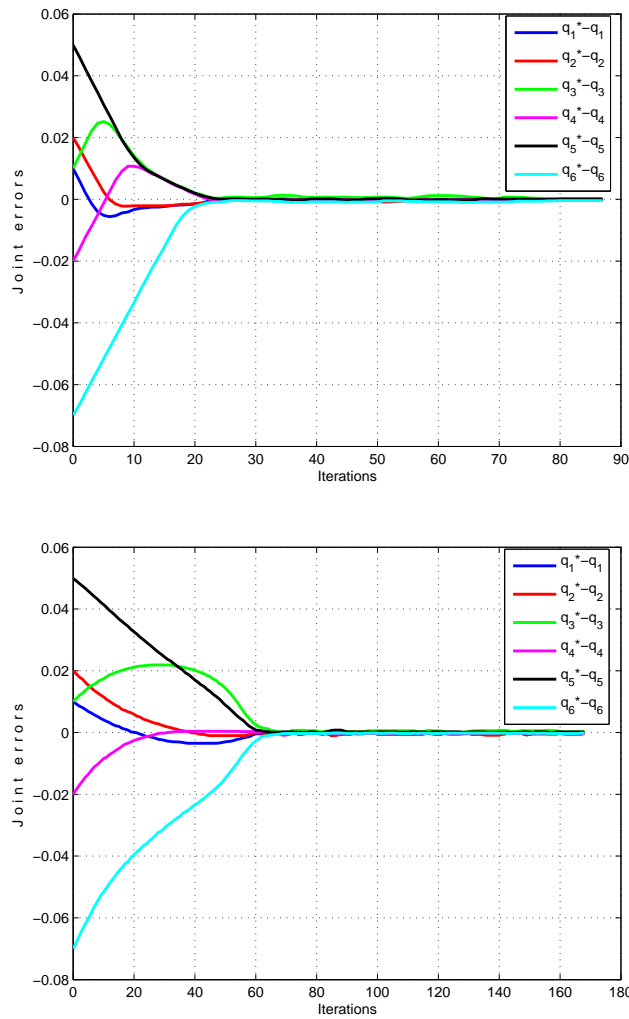 0.06
0.04
0.02
0
−0.02
−0.04
−0.06
−0.08
0 10 20 30 40 50 60 70 80 90
Iterations
Joint errors
q1*−q1
q2*−q2
q3*−q3
q4*−q4
q5*−q5
q6*−q6
0.06
0.04
0.02
0
−0.02
−0.04
−0.06
−0.08
0 20 40 60 80 100 120 140 160 180
Iterations
Joint errors
q1*−q1
q2*−q2
q3*−q3
q4*−q4
q5*−q5
q6*−q6